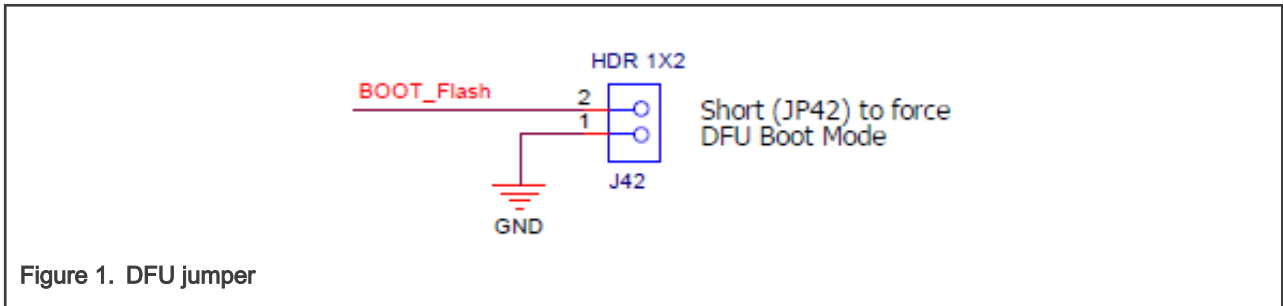 HDR 1X2
BOOT_Flash
2
1
Short (JP42) to force
DFU Boot Mode
J42
GND
Figure 1. DFU jumper